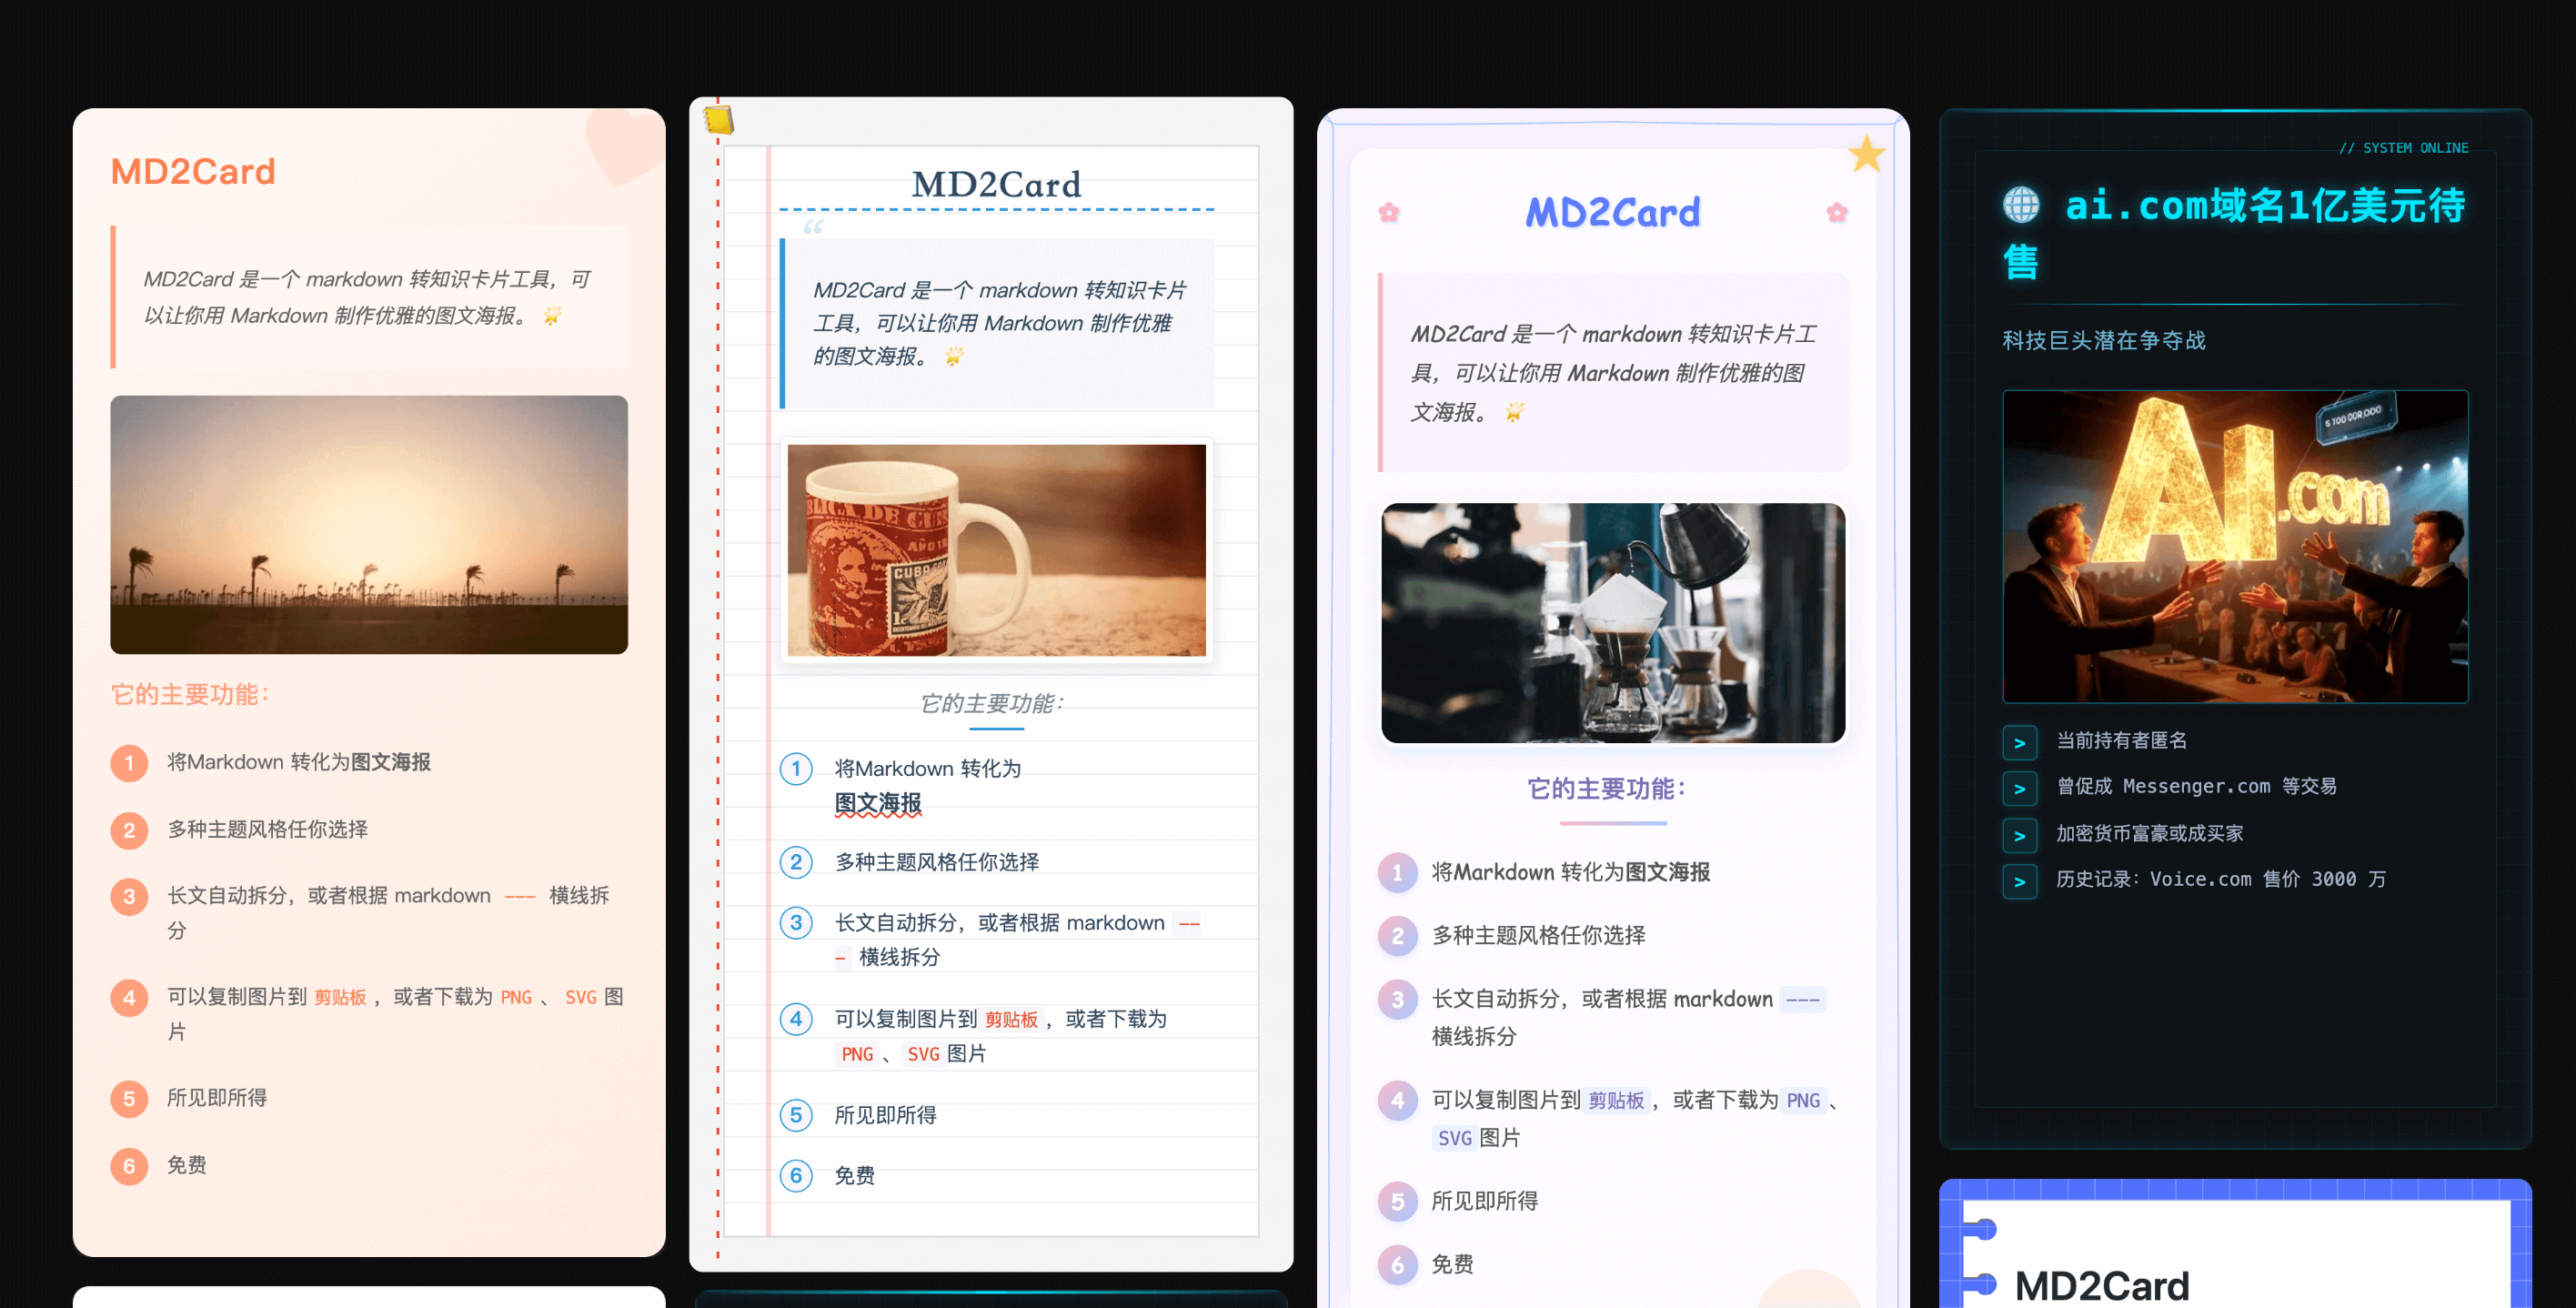 MD2Card
MD2Card 是一个 markdown 转知识卡片工具，可
以让你用 Markdown 制作优雅的图文海报。 🌟
它的主要功能：
1 将Markdown 转化为图文海报
2 多种主题风格任你选择
3 长文自动拆分，或者根据 markdown --- 横线拆
分
4 可以复制图片到 剪贴板 ，或者下载为 PNG 、 SVG 图
片
5 所见即所得
6 免费
MD2Card
“
MD2Card 是一个 markdown 转知识卡片
工具，可以让你用 Markdown 制作优雅
的图文海报。 🌟
CUBA
它的主要功能：
1 将Markdown 转化为
图文海报
2 多种主题风格任你选择
3 长文自动拆分，或者根据 markdown --
- 横线拆分
4 可以复制图片到 剪贴板 ，或者下载为
PNG 、 SVG 图片
5 所见即所得
6 免费
MD2Card
MD2Card 是一个 markdown 转知识卡片工
具，可以让你用 Markdown 制作优雅的图
文海报。 🌟
它的主要功能：
1 将Markdown 转化为图文海报
2 多种主题风格任你选择
3 长文自动拆分，或者根据 markdown ---
横线拆分
4 可以复制图片到 剪贴板 ，或者下载为 PNG 、
SVG 图片
5 所见即所得
6 免费
// SYSTEM ONLINE
🌐 ai.com域名1亿美元待
售
科技巨头潜在争夺战
AI.com
> 当前持有者匿名
> 曾促成 Messenger.com 等交易
> 加密货币富豪或成买家
> 历史记录：Voice.com 售价 3000 万
MD2Card